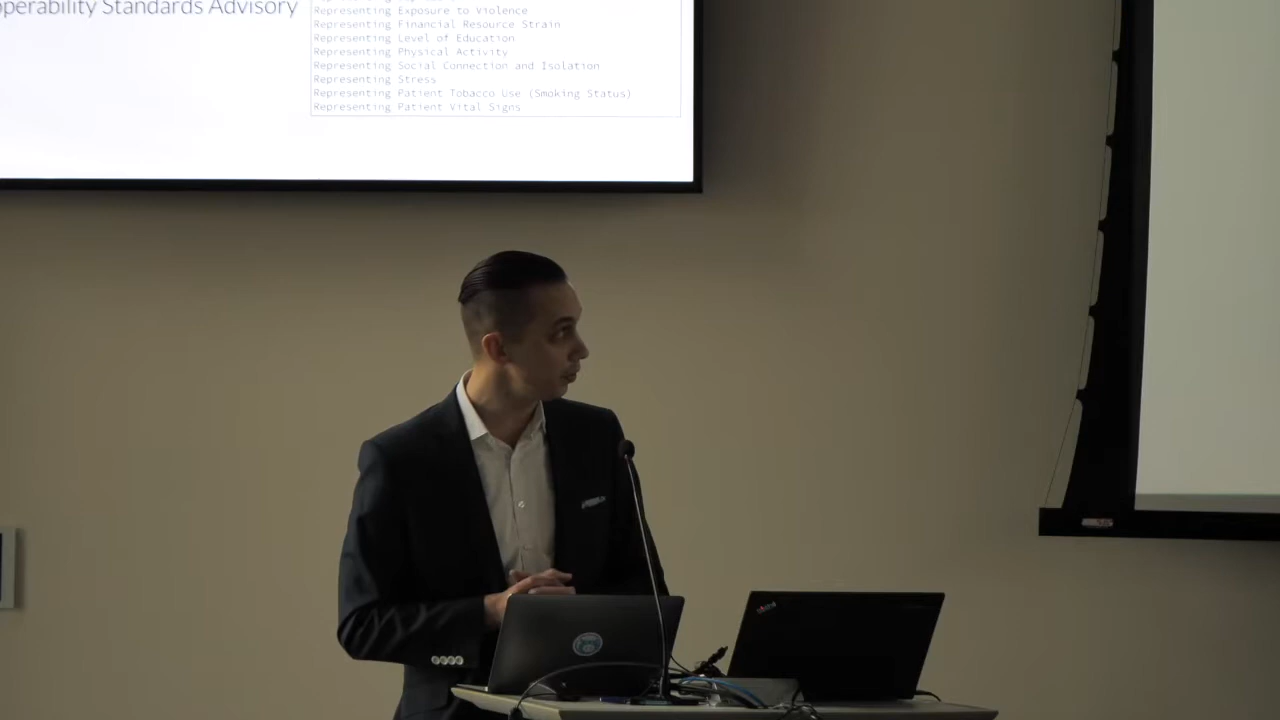 operability Standards Advisory
Representing Exposure to Violence
Representing Financial Resource Strain
Representing Level of Education
Representing Physical Activity
Representing Social Connection and Isolation
Representing Stress
Representing Patient Tobacco Use (Smoking Status)
Representing Patient Vital Signs